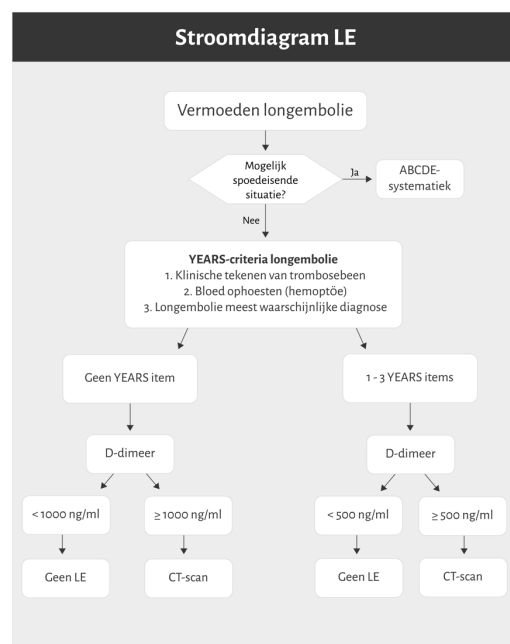 Stroomdiagram LE
Vermoeden longembolie
Mogelijk
spoedeisende
situatie?
Ja
ABCDE-
systematiek
Nee
YEARS-criteria longembolie
1. Klinische tekenen van trombosebeen
2. Bloed ophoesten (hemoptöe)
3. Longembolie meest waarschijnlijke diagnose
Geen YEARS item
1 - 3 YEARS items
D-dimeer
D-dimeer
< 1000 ng/ml
≥ 1000 ng/ml
< 500 ng/ml
≥ 500 ng/ml
Geen LE
CT-scan
Geen LE
CT-scan